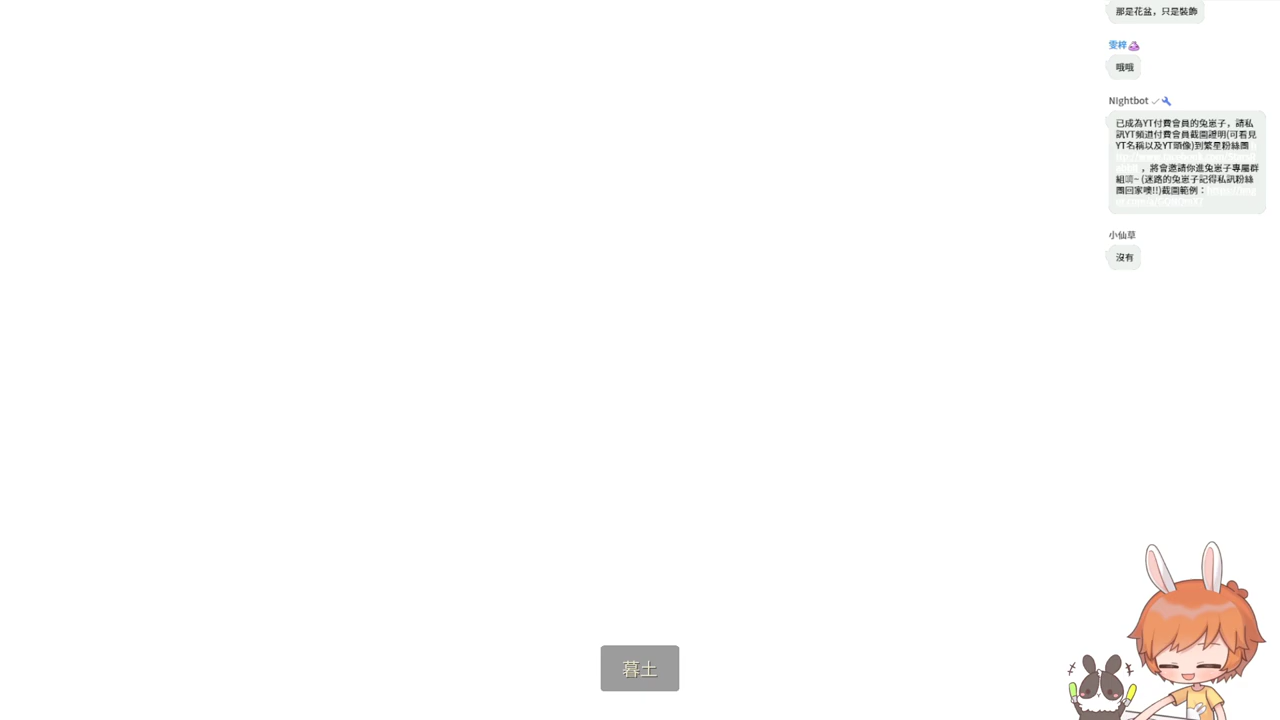 那是花盆，只是裝飾
雯梓
哦哦
NIghtbot
已成為YT付費會員的兔崽子，請私
訊YT頻道付費會員截圖證明(可看見
YT名稱以及YT頭像)到繁星粉絲團
，將會邀請你進兔崽子專屬群
組唷~ (迷路的兔崽子記得私訊粉絲
團回家噢!!)截圖範例：
小仙草
沒有
暮土